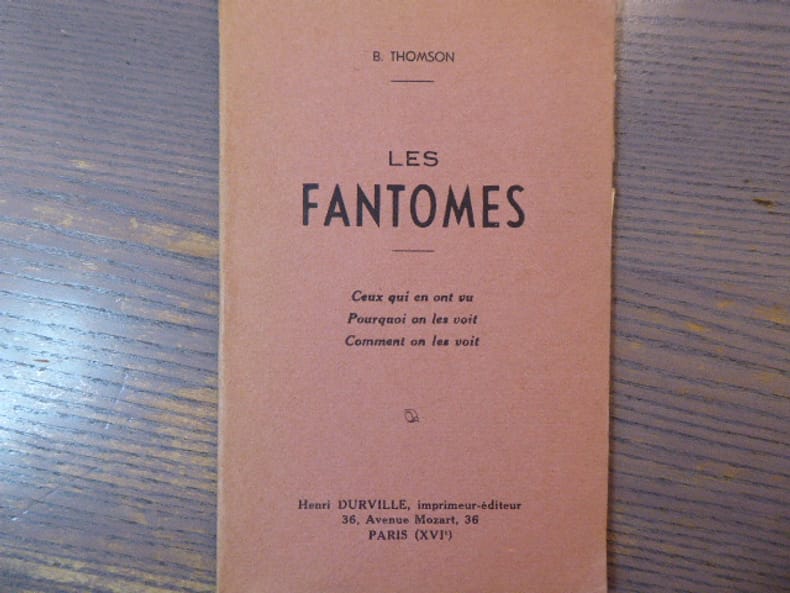 B. THOMSON
LES
FANTOMES
Ceux qui en ont vu
Pourquoi on les voit
Comment on les voit
Henri DURVILLE, imprimeur-éditeur
36, Avenue Mozart, 36
PARIS (XVIᵉ)